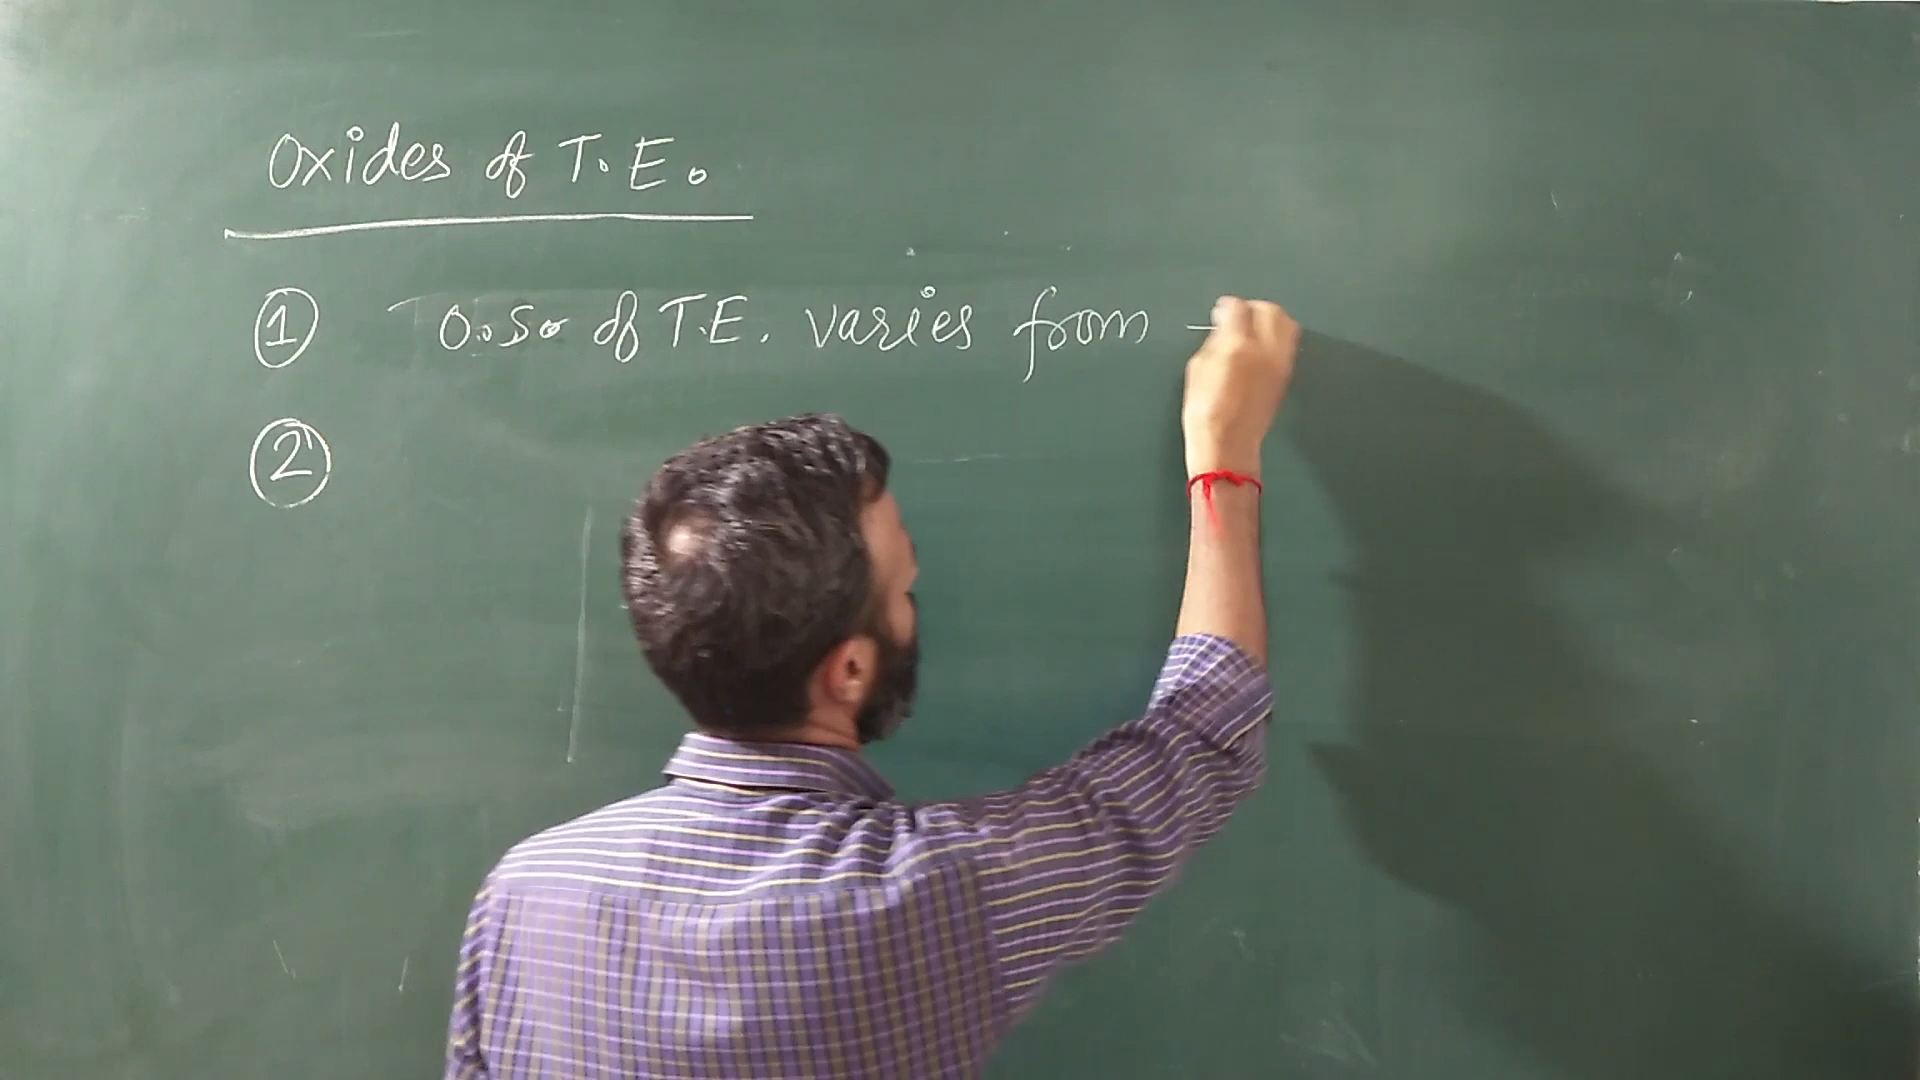 Oxides of T.E.
① O.S. of T.E. varies from
②